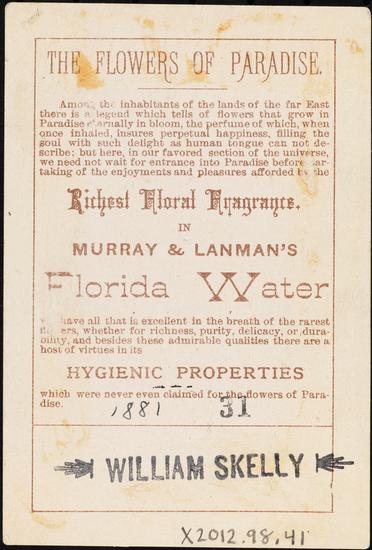 THE FLOWERS OF PARADISE.
Among the inhabitants of the lands of the far East
there is a legend which tells of flowers that grow in
Paradise eternally in bloom, the perfume of which, when
once inhaled, insures perpetual happiness, filling the
soul with such delight as human tongue can not de-
scribe; but here, in our favored section of the universe,
we need not wait for entrance into Paradise before par-
taking of the enjoyments and pleasures afforded by the
Richest Floral Fragrance.
IN
MURRAY & LANMAN'S
Florida Water
have all that is excellent in the breath of the rarest
flowers, whether for richness, purity, delicacy, or dura-
bility, and besides these admirable qualities there are a
host of virtues in its
HYGIENIC PROPERTIES
which were never even claimed for the flowers of Para-
dise.
1881 31
WILLIAM SKELLY
X2012.98.41